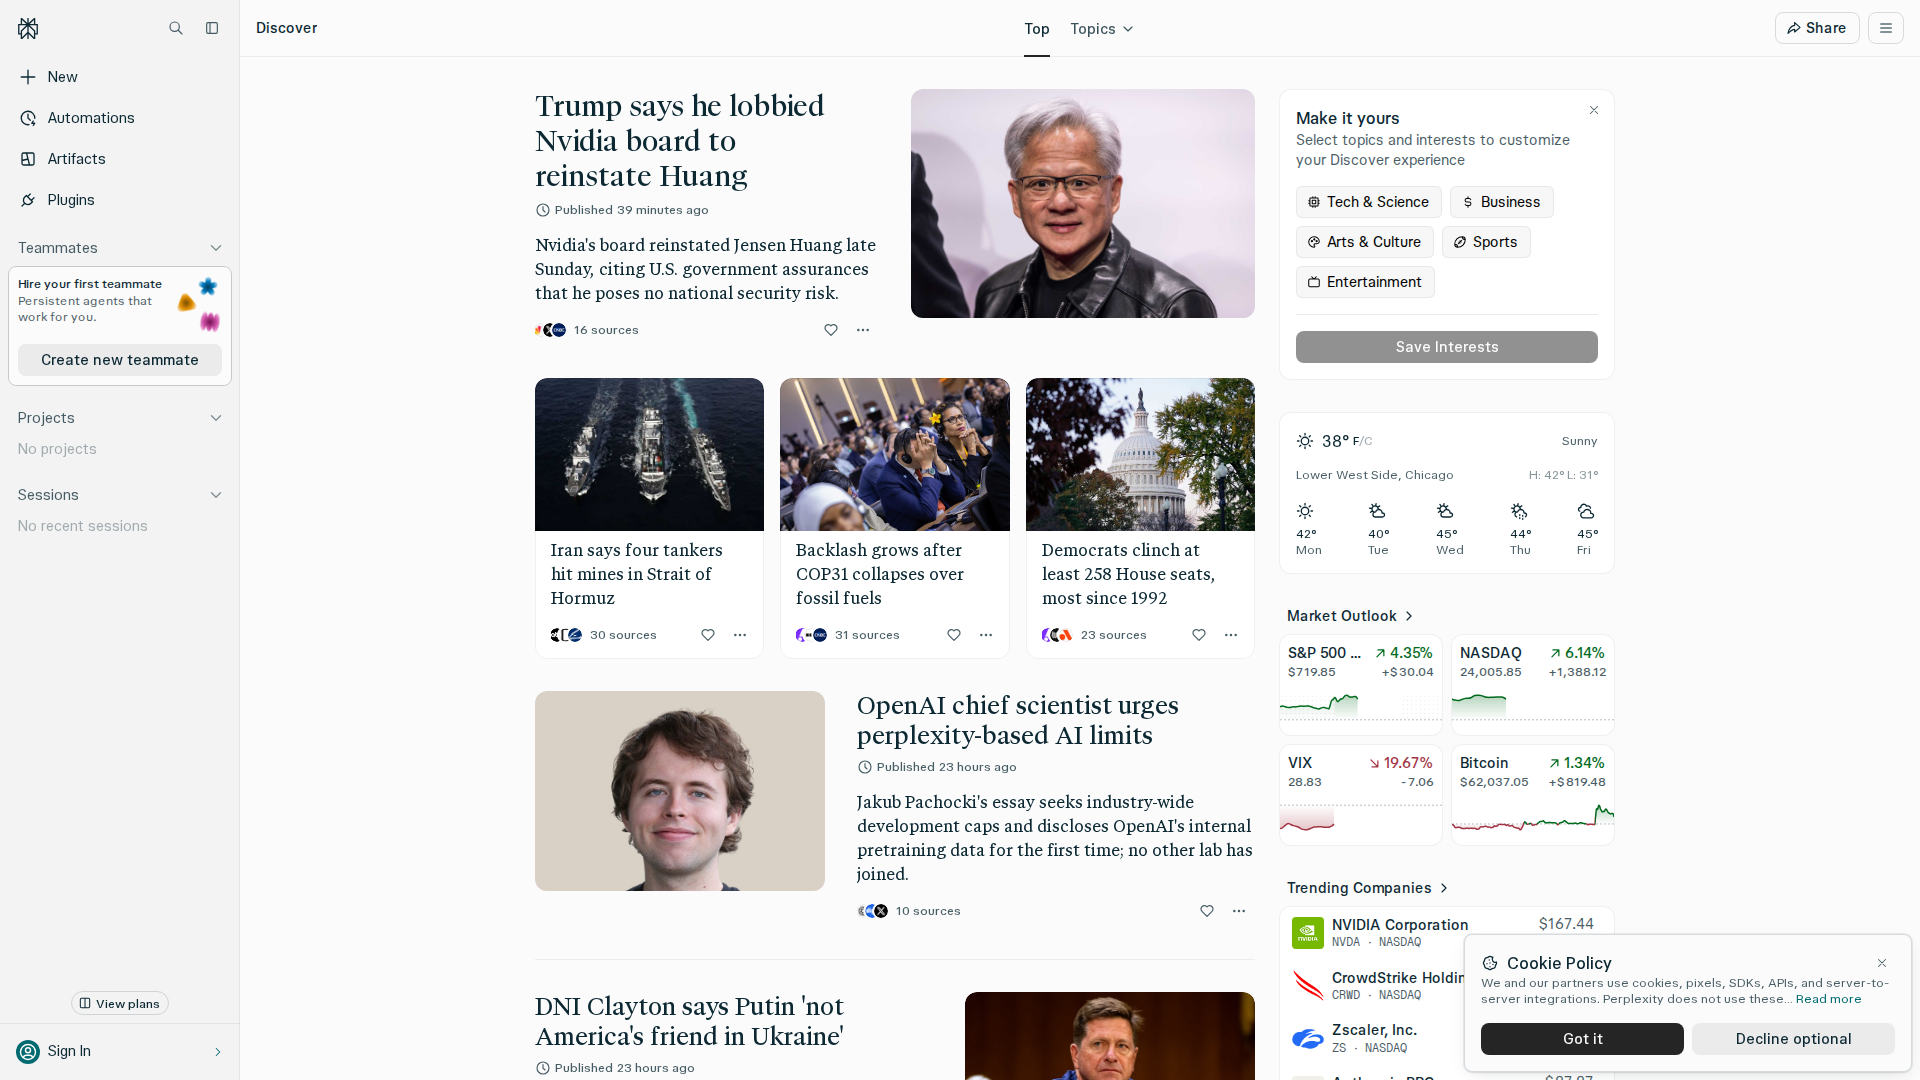 Discover
Top
Topics
Share
New
Automations
Artifacts
Plugins
Teammates
Hire your first teammate
Persistent agents that
work for you.
Create new teammate
Projects
No projects
Sessions
No recent sessions
View plans
Sign In
Trump says he lobbied
Nvidia board to
reinstate Huang
Published 39 minutes ago
Nvidia's board reinstated Jensen Huang late
Sunday, citing U.S. government assurances
that he poses no national security risk.
16 sources
Iran says four tankers
hit mines in Strait of
Hormuz
30 sources
Backlash grows after
COP31 collapses over
fossil fuels
31 sources
Democrats clinch at
least 258 House seats,
most since 1992
23 sources
OpenAI chief scientist urges
perplexity-based AI limits
Published 23 hours ago
Jakub Pachocki's essay seeks industry-wide
development caps and discloses OpenAI's internal
pretraining data for the first time; no other lab has
joined.
10 sources
DNI Clayton says Putin 'not
America's friend in Ukraine'
Published 23 hours ago
Make it yours
Select topics and interests to customize
your Discover experience
Tech & Science
Business
Arts & Culture
Sports
Entertainment
Save Interests
38° F/C
Sunny
Lower West Side, Chicago
H: 42° L: 31°
42° 40° 45° 44° 45°
Mon Tue Wed Thu Fri
Market Outlook
S&P 500 ... 4.35%
$719.85 +$30.04
NASDAQ 6.14%
24,005.85 +1,388.12
VIX 19.67%
28.83 -7.06
Bitcoin 1.34%
$62,037.05 +$819.48
Trending Companies
NVIDIA Corporation $167.44
NVDA · NASDAQ
CrowdStrike Holdin
CRWD · NASDAQ
Zscaler, Inc.
ZS · NASDAQ
Cookie Policy
We and our partners use cookies, pixels, SDKs, APIs, and server-to-
server integrations. Perplexity does not use these... Read more
Got it
Decline optional